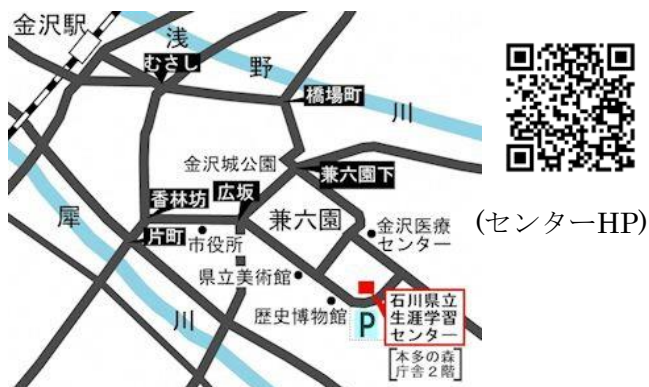 金沢駅
浅
野
川
むさし
橋場町
金沢城公園
兼六園下
香林坊
広坂
兼六園
金沢医療
センター
片町
市役所
犀
川
県立美術館
歴史博物館
P
石川県立
生涯学習
センター
本多の森
庁舎2階
(センターHP)